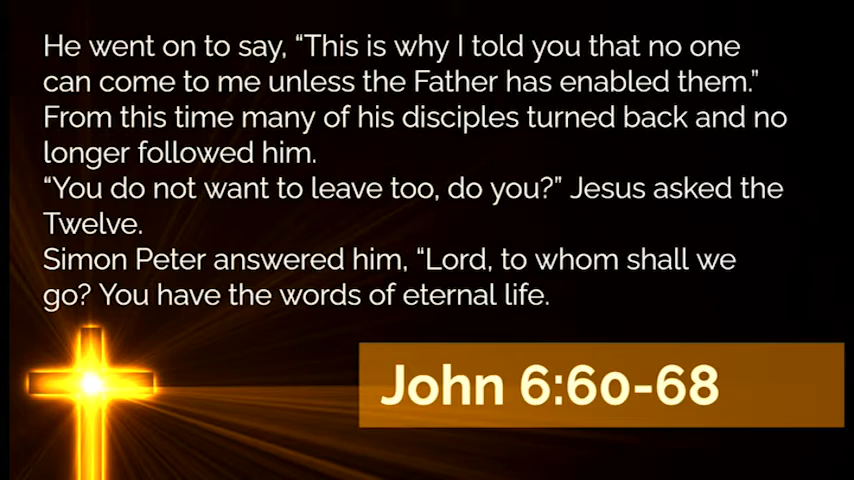 He went on to say, “This is why I told you that no one
can come to me unless the Father has enabled them.”
From this time many of his disciples turned back and no
longer followed him.
“You do not want to leave too, do you?” Jesus asked the
Twelve.
Simon Peter answered him, “Lord, to whom shall we
go? You have the words of eternal life.
John 6:60-68